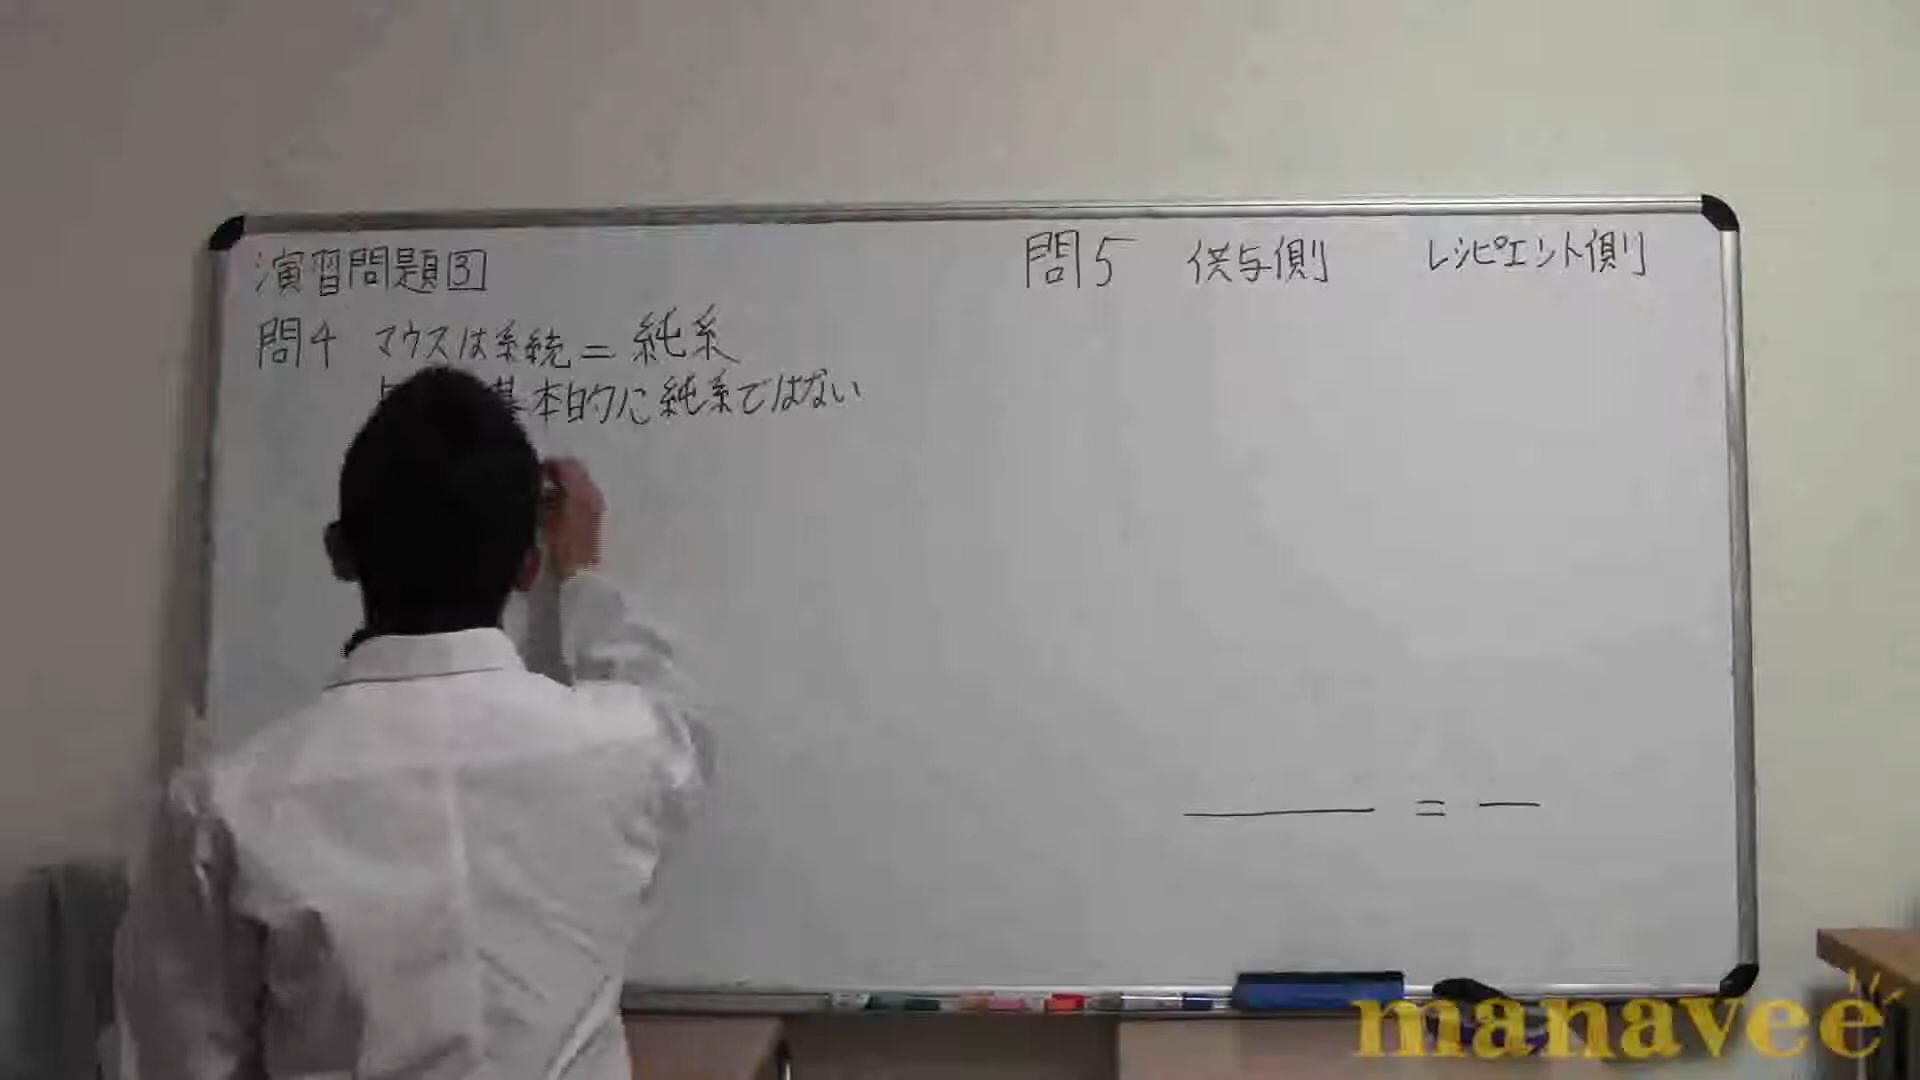 演習問題3
問4 マウスは系統 = 純系
基本的に純系ではない
問5 供与側 レシピエント側
=
manavee